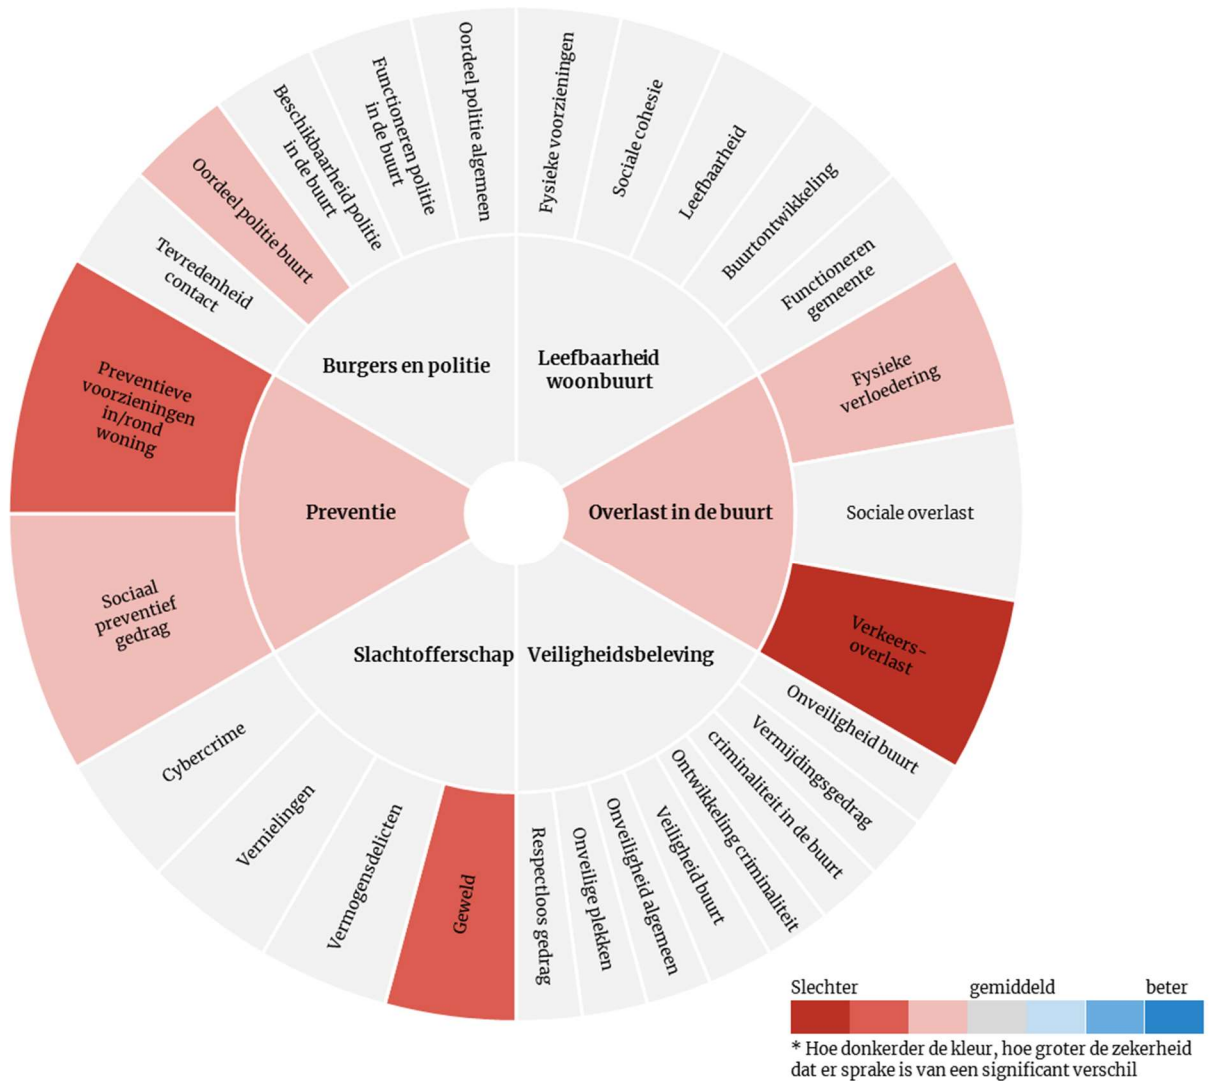 Oordeel politie algemeen
Fysieke voorzieningen
Sociale cohesie
Leefbaarheid
Buurtontwikkeling
Functioneren
gemeente
Fysieke
verloedering
Sociale overlast
Verkeers-
overlast
Onveiligheid buurt
Vermijdingsgedrag
criminaliteit in de buurt
Ontwikkeling criminaliteit
Veiligheid buurt
Onveiligheid algemeen
Onveilige plekken
Respectloos gedrag
Geweld
Vermogensdelicten
Vernielingen
Cybercrime
Sociaal
preventief
gedrag
Preventieve
voorzieningen
in/rond
woning
Tevredenheid
contact
Oordeel politie buurt
Beschikbaarheid politie
in de buurt
Functioneren politie
in de buurt
Burgers en politie
Leefbaarheid
woonbuurt
Preventie
Overlast in de buurt
Slachtofferschap
Veiligheidsbeleving
Slechter gemiddeld beter
* Hoe donkerder de kleur, hoe groter de zekerheid
dat er sprake is van een significant verschil